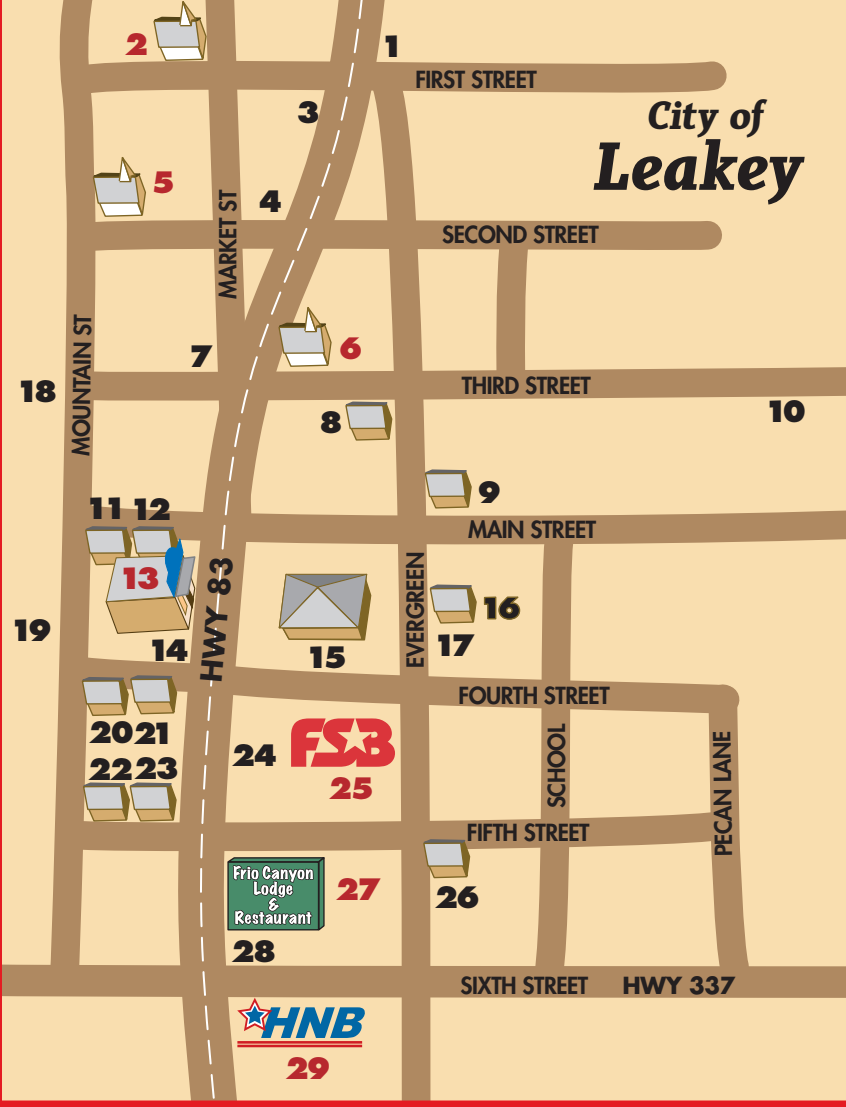 2
1
FIRST STREET
3
City of
Leakey
5
4
MARKET ST
SECOND STREET
6
7
MOUNTAIN ST
18
THIRD STREET
10
8
9
11 12
MAIN STREET
13
HWY 83
EVERGREEN
16
19
14
15
17
FOURTH STREET
20 21
24
FSB
SCHOOL
PECAN LANE
22 23
25
FIFTH STREET
Frio Canyon
Lodge
&
Restaurant
27
26
28
SIXTH STREET HWY 337
HNB
29